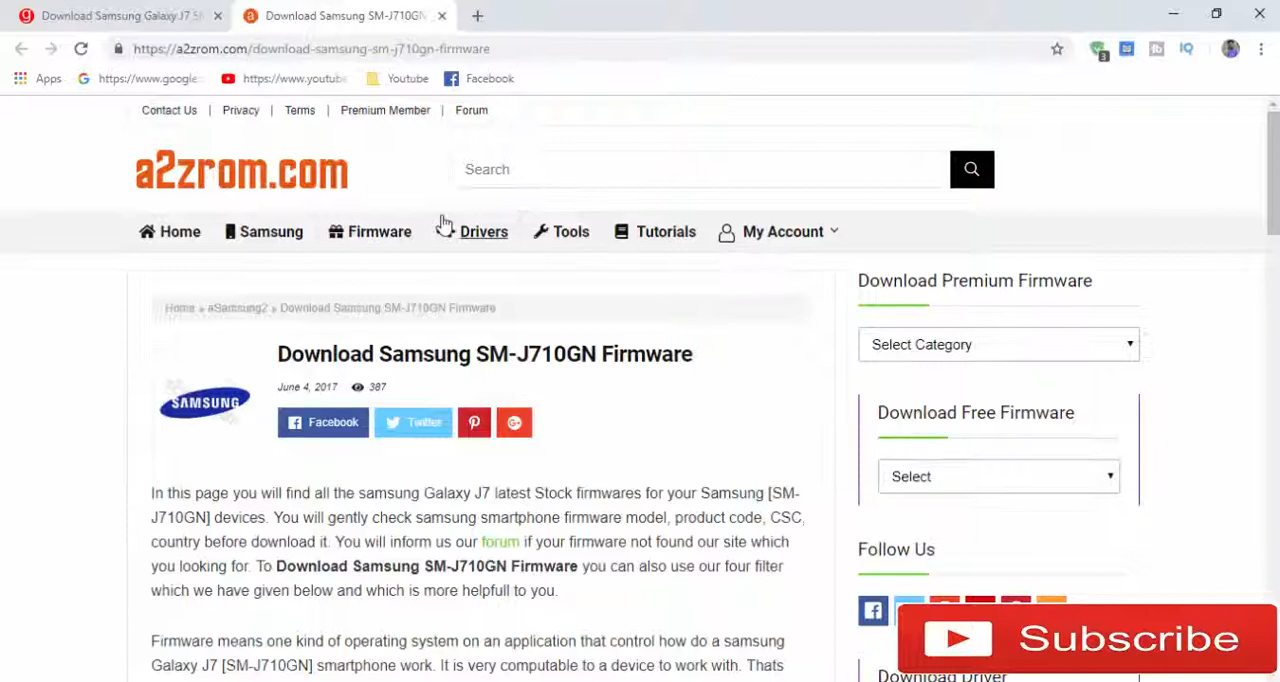 Download Samsung Galaxy J7 S
Download Samsung SM-J710GN
https://a2zrom.com/download-samsung-sm-j710gn-firmware
3
Apps
https://www.google
https://www.youtube
Youtube
Facebook
Contact Us | Privacy | Terms | Premium Member | Forum
a2zrom.com
Search
Home
Samsung
Firmware
Drivers
Tools
Tutorials
My Account
Download Premium Firmware
Select Category
Home » aSamsung2 » Download Samsung SM-J710GN Firmware
Download Samsung SM-J710GN Firmware
SAMSUNG
June 4, 2017 387
Facebook
Twitter
Download Free Firmware
Select
In this page you will find all the samsung Galaxy J7 latest Stock firmwares for your Samsung [SM-
J710GN] devices. You will gently check samsung smartphone firmware model, product code, CSC,
country before download it. You will inform us our forum if your firmware not found our site which
you looking for. To Download Samsung SM-J710GN Firmware you can also use our four filter
which we have given below and which is more helpfull to you.
Follow Us
Firmware means one kind of operating system on an application that control how do a samsung
Galaxy J7 [SM-J710GN] smartphone work. It is very computable to a device to work with. Thats
Subscribe
Download Driver